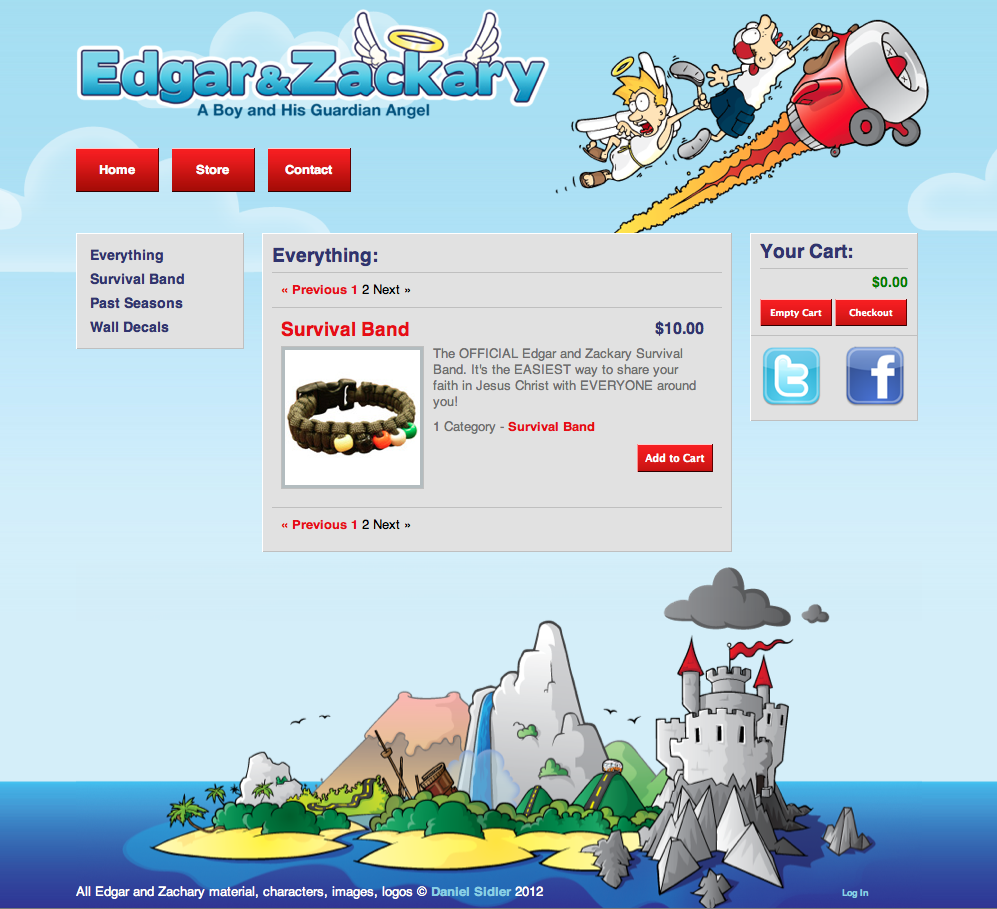 Edgar&Zackary
A Boy and His Guardian Angel
Home
Store
Contact
Everything
Survival Band
Past Seasons
Wall Decals
Everything:
« Previous 1 2 Next »
Survival Band
$10.00
The OFFICIAL Edgar and Zackary Survival
Band. It's the EASIEST way to share your
faith in Jesus Christ with EVERYONE around
you!
1 Category - Survival Band
Add to Cart
« Previous 1 2 Next »
Your Cart:
$0.00
Empty Cart
Checkout
All Edgar and Zachary material, characters, images, logos © Daniel Sidler 2012
Log In